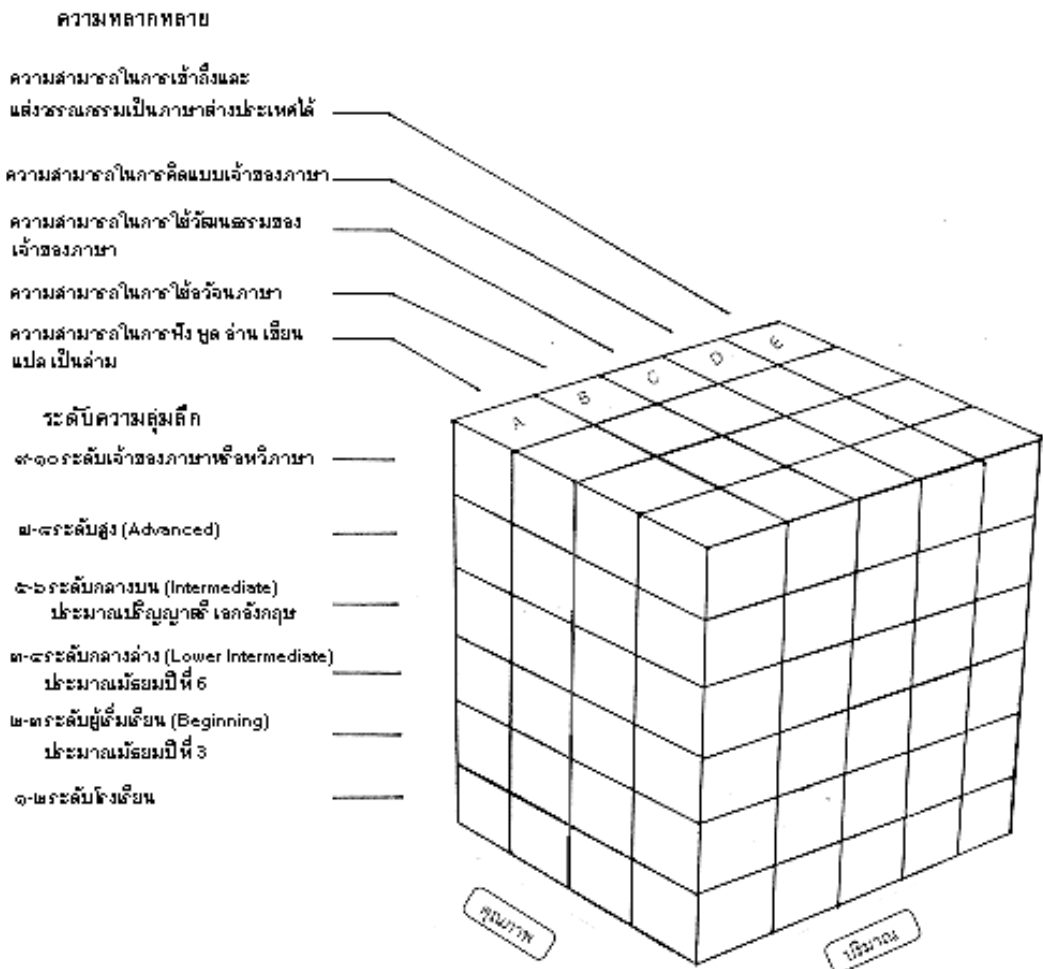 ความหลากหลาย
ความสามารถในการเข้าถึงและ
แต่งวรรณกรรมเป็นภาษาต่างประเทศได้
ความสามารถในการคิดแบบเจ้าของภาษา
ความสามารถในการใช้วัฒนธรรมของ
เจ้าของภาษา
ความสามารถในการใช้อวัจนภาษา
ความสามารถในการฟัง พูด อ่าน เขียน
แปล เป็นล่าม
A B C D E
ระดับความลุ่มลึก
๙-๑๐ ระดับเจ้าของภาษาหรือทวิภาษา
๗-๘ ระดับสูง (Advanced)
๕-๖ ระดับกลางบน (Intermediate)
ประมาณปริญญาตรี เอกอังกฤษ
๓-๔ ระดับกลางล่าง (Lower Intermediate)
ประมาณมัธยมปีที่ 6
๒-๓ ระดับผู้เริ่มเรียน (Beginning)
ประมาณมัธยมปีที่ 3
๑-๒ ระดับโรงเรียน
คุณภาพ
ปริมาณ